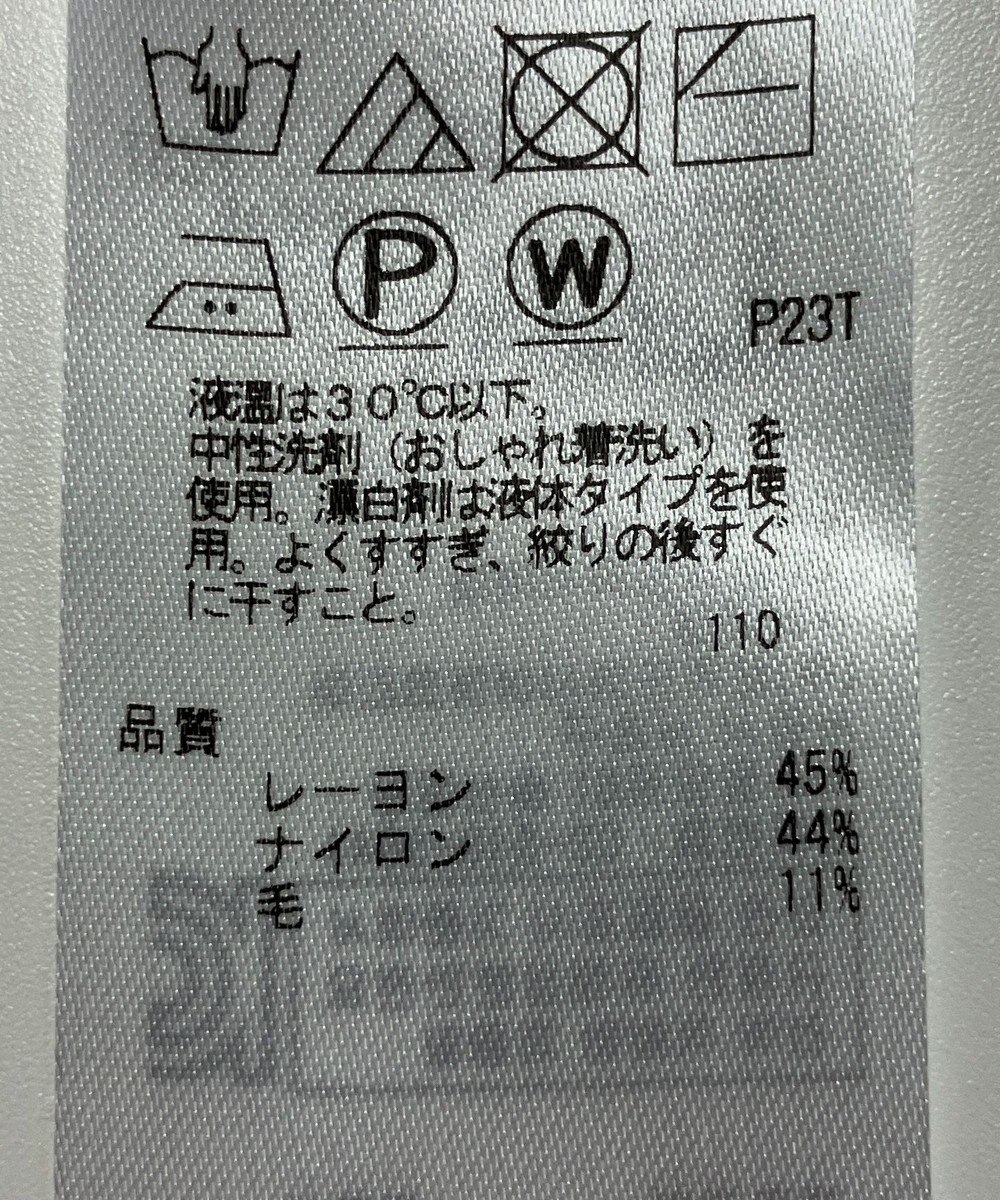 P
W
P23T
液温は30℃以下。
中性洗剤（おしゃれ着洗い）を
使用。漂白剤は液体タイプを使
用。よくすすぎ、絞りの後すぐ
に干すこと。
110
品質
レーヨン 45%
ナイロン 44%
毛 11%